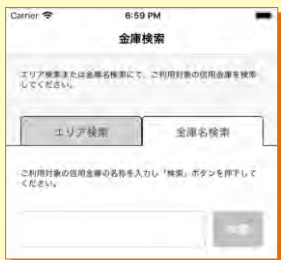 Carrier 6:59 PM
金庫検索
エリア検索または金庫名検索にて、ご利用対象の信用金庫を検索
してください。
エリア検索 金庫名検索
ご利用対象の信用金庫の名称を入力し「検索」ボタンを押下して
ください。
検索